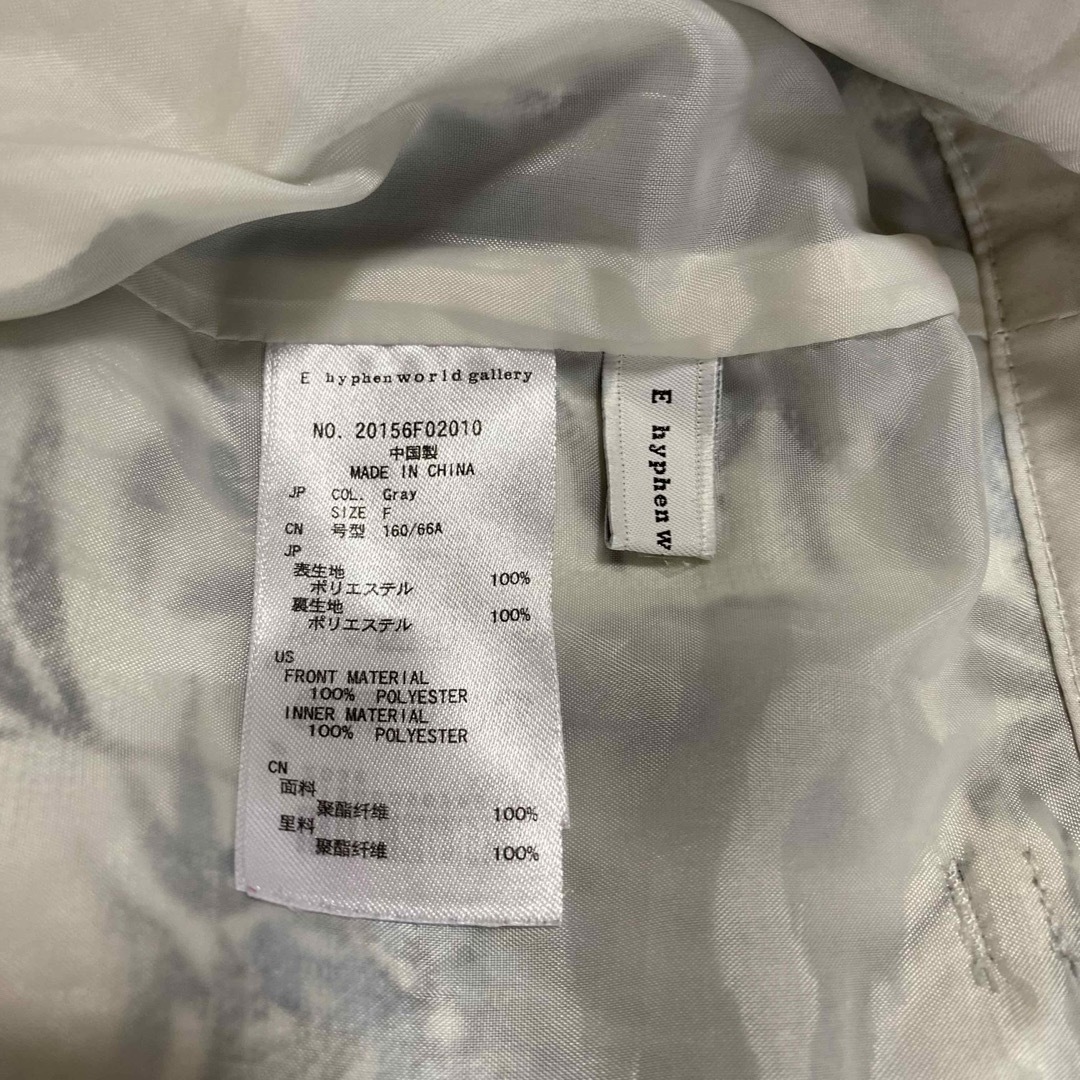 E hyphen world gallery
NO. 20156F02010
中国製
MADE IN CHINA
JP COL. Gray
SIZE F
CN 号型 160/66A
JP
表生地
ポリエステル 100%
裏生地
ポリエステル 100%
US
FRONT MATERIAL
100% POLYESTER
INNER MATERIAL
100% POLYESTER
CN
面料
聚酯纤维 100%
里料
聚酯纤维 100%
E hyphen w